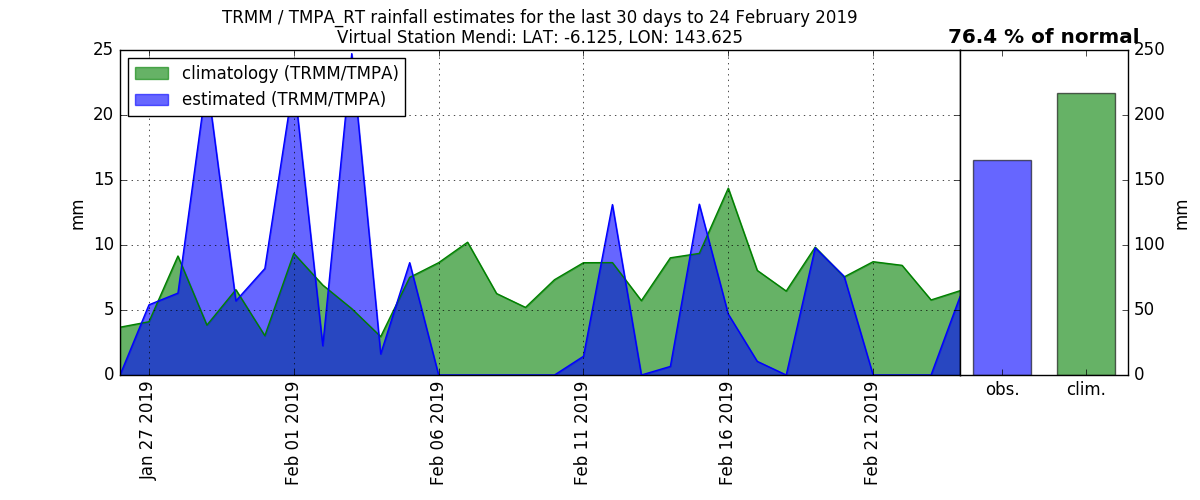 TRMM / TMPA_RT rainfall estimates for the last 30 days to 24 February 2019
Virtual Station Mendi: LAT: -6.125, LON: 143.625
76.4 % of normal
climatology (TRMM/TMPA)
estimated (TRMM/TMPA)
25
20
15
10
5
0
mm
250
200
150
100
50
0
mm
Jan 27 2019
Feb 01 2019
Feb 06 2019
Feb 11 2019
Feb 16 2019
Feb 21 2019
obs.
clim.